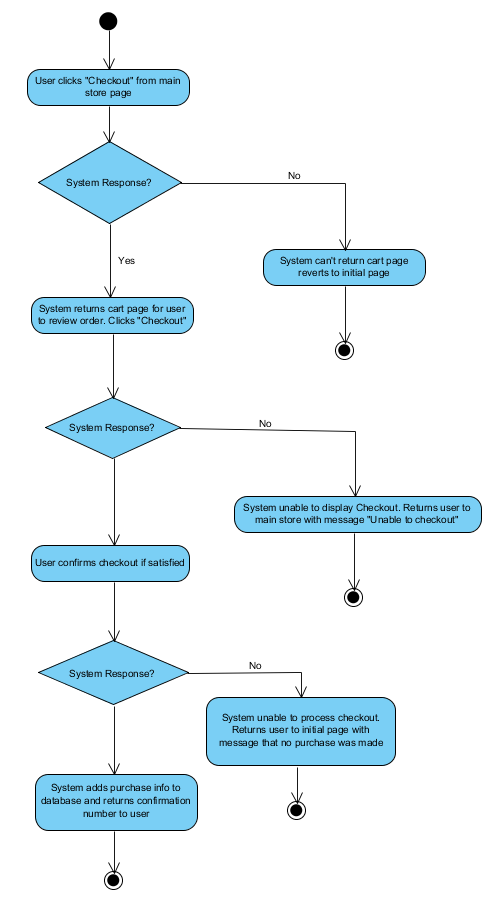 User clicks "Checkout" from main
store page
System Response?
No
Yes
System can't return cart page
reverts to initial page
System returns cart page for user
to review order. Clicks "Checkout"
System Response?
No
System unable to display Checkout. Returns user to
main store with message "Unable to checkout"
User confirms checkout if satisfied
System Response?
No
System unable to process checkout.
Returns user to initial page with
message that no purchase was made
System adds purchase info to
database and returns confirmation
number to user